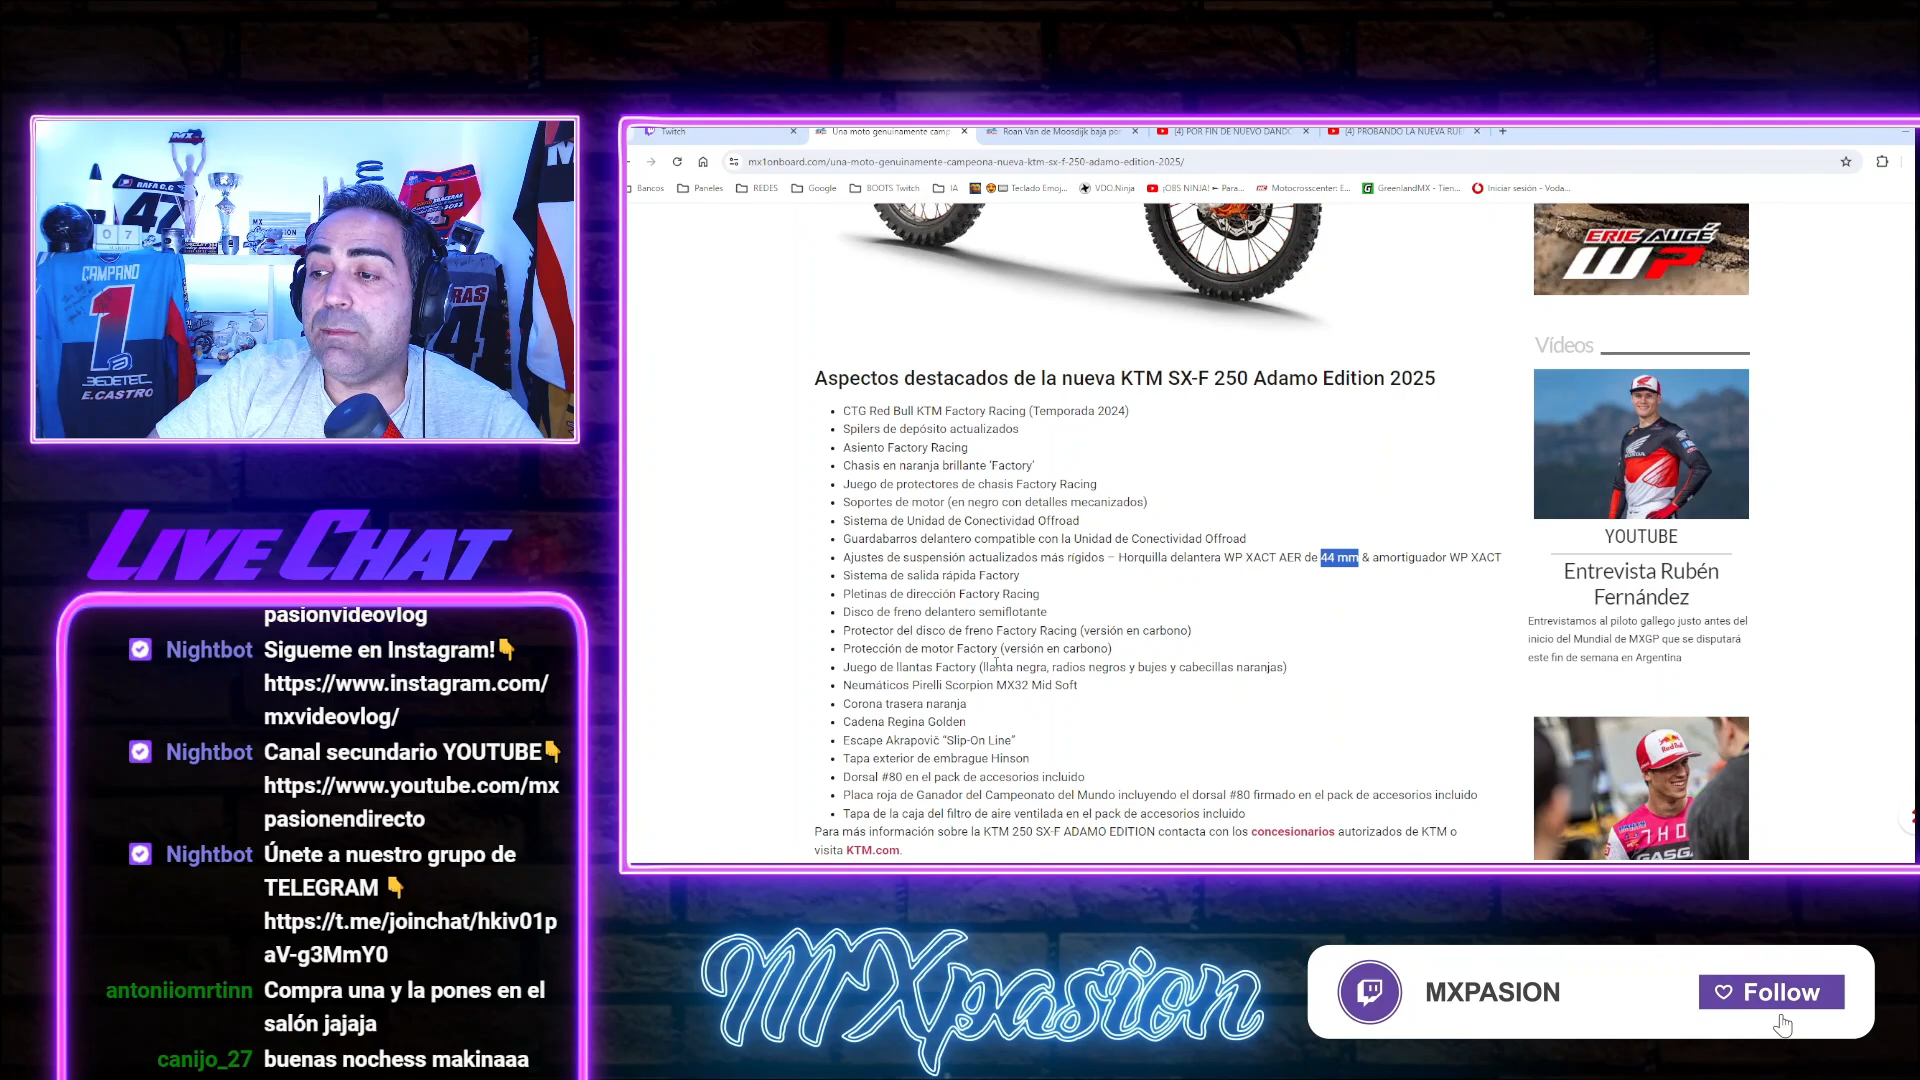 MX
RAFA C.G
47
MX
PASION
0 7
CAMPANO
1
BEDETEC
E.CASTRO
RAS
4
LIVE CHAT
pasionvideovlog
Nightbot Sigueme en Instagram!👇
https://www.instagram.com/
mxvideovlog/
Nightbot Canal secundario YOUTUBE👇
https://www.youtube.com/mx
pasionendirecto
Nightbot Únete a nuestro grupo de
TELEGRAM 👇
https://t.me/joinchat/hkiv01p
aV-g3MmY0
antoniiomrtinn Compra una y la pones en el
salón jajaja
canijo_27 buenas nochess makinaaa
Twitch
Una moto genuinamente camp
Roan Van de Moosdijk baja por
(4) POR FIN DE NUEVO DANDO
(4) PROBANDO LA NUEVA RUE
mx1onboard.com/una-moto-genuinamente-campeona-nueva-ktm-sx-f-250-adamo-edition-2025/
Bancos Paneles REDES Google BOOTS Twitch IA Teclado Emoj... VDO.Ninja ¡OBS NINJA! ► Para... Motocrosscenter: E... GreenlandMX - Tien... Iniciar sesión - Voda...
Aspectos destacados de la nueva KTM SX-F 250 Adamo Edition 2025
• CTG Red Bull KTM Factory Racing (Temporada 2024)
• Spilers de depósito actualizados
• Asiento Factory Racing
• Chasis en naranja brillante ‘Factory’
• Juego de protectores de chasis Factory Racing
• Soportes de motor (en negro con detalles mecanizados)
• Sistema de Unidad de Conectividad Offroad
• Guardabarros delantero compatible con la Unidad de Conectividad Offroad
• Ajustes de suspensión actualizados más rígidos – Horquilla delantera WP XACT AER de 44 mm & amortiguador WP XACT
• Sistema de salida rápida Factory
• Pletinas de dirección Factory Racing
• Disco de freno delantero semiflotante
• Protector del disco de freno Factory Racing (versión en carbono)
• Protección de motor Factory (versión en carbono)
• Juego de llantas Factory (llanta negra, radios negros y bujes y cabecillas naranjas)
• Neumáticos Pirelli Scorpion MX32 Mid Soft
• Corona trasera naranja
• Cadena Regina Golden
• Escape Akrapovič “Slip-On Line”
• Tapa exterior de embrague Hinson
• Dorsal #80 en el pack de accesorios incluido
• Placa roja de Ganador del Campeonato del Mundo incluyendo el dorsal #80 firmado en el pack de accesorios incluido
• Tapa de la caja del filtro de aire ventilada en el pack de accesorios incluido
Para más información sobre la KTM 250 SX-F ADAMO EDITION contacta con los concesionarios autorizados de KTM o
visita KTM.com.
ERIC AUGÉ
WP
Vídeos
HONDA
YOUTUBE
Entrevista Rubén
Fernández
Entrevistamos al piloto gallego justo antes del
inicio del Mundial de MXGP que se disputará
este fin de semana en Argentina
Red Bull
THO
GASGAS
MXpasion
MXPASION
Follow